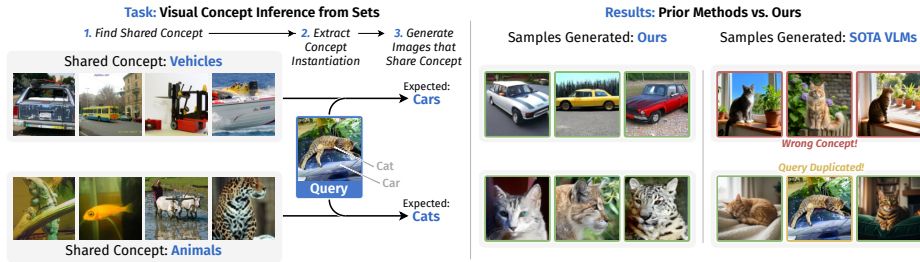 Task: Visual Concept Inference from Sets
1. Find Shared Concept
2. Extract
Concept
Instantiation
3. Generate
Images that
Share Concept
Shared Concept: Vehicles
Expected:
Cars
Cat
Car
Query
Expected:
Cats
Shared Concept: Animals
Results: Prior Methods vs. Ours
Samples Generated: Ours
Samples Generated: SOTA VLMs
Wrong Concept!
Query Duplicated!